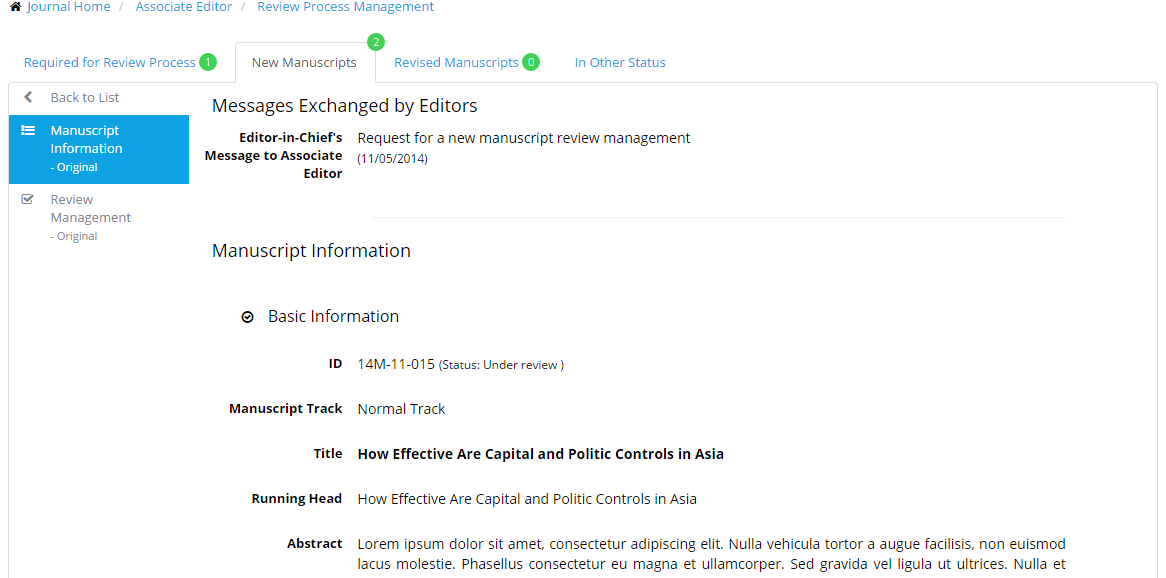 Journal Home / Associate Editor / Review Process Management
2
Required for Review Process 1 New Manuscripts Revised Manuscripts 0 In Other Status
Back to List
Manuscript
Information
- Original
Review
Management
- Original
Messages Exchanged by Editors
Editor-in-Chief's
Message to Associate
Editor
Request for a new manuscript review management
(11/05/2014)
Manuscript Information
Basic Information
ID 14M-11-015 (Status: Under review )
Manuscript Track Normal Track
Title How Effective Are Capital and Politic Controls in Asia
Running Head How Effective Are Capital and Politic Controls in Asia
Abstract Lorem ipsum dolor sit amet, consectetur adipiscing elit. Nulla vehicula tortor a augue facilisis, non euismod
lacus molestie. Phasellus consectetur eu magna et ullamcorper. Sed gravida vel ligula ut ultrices. Nulla et